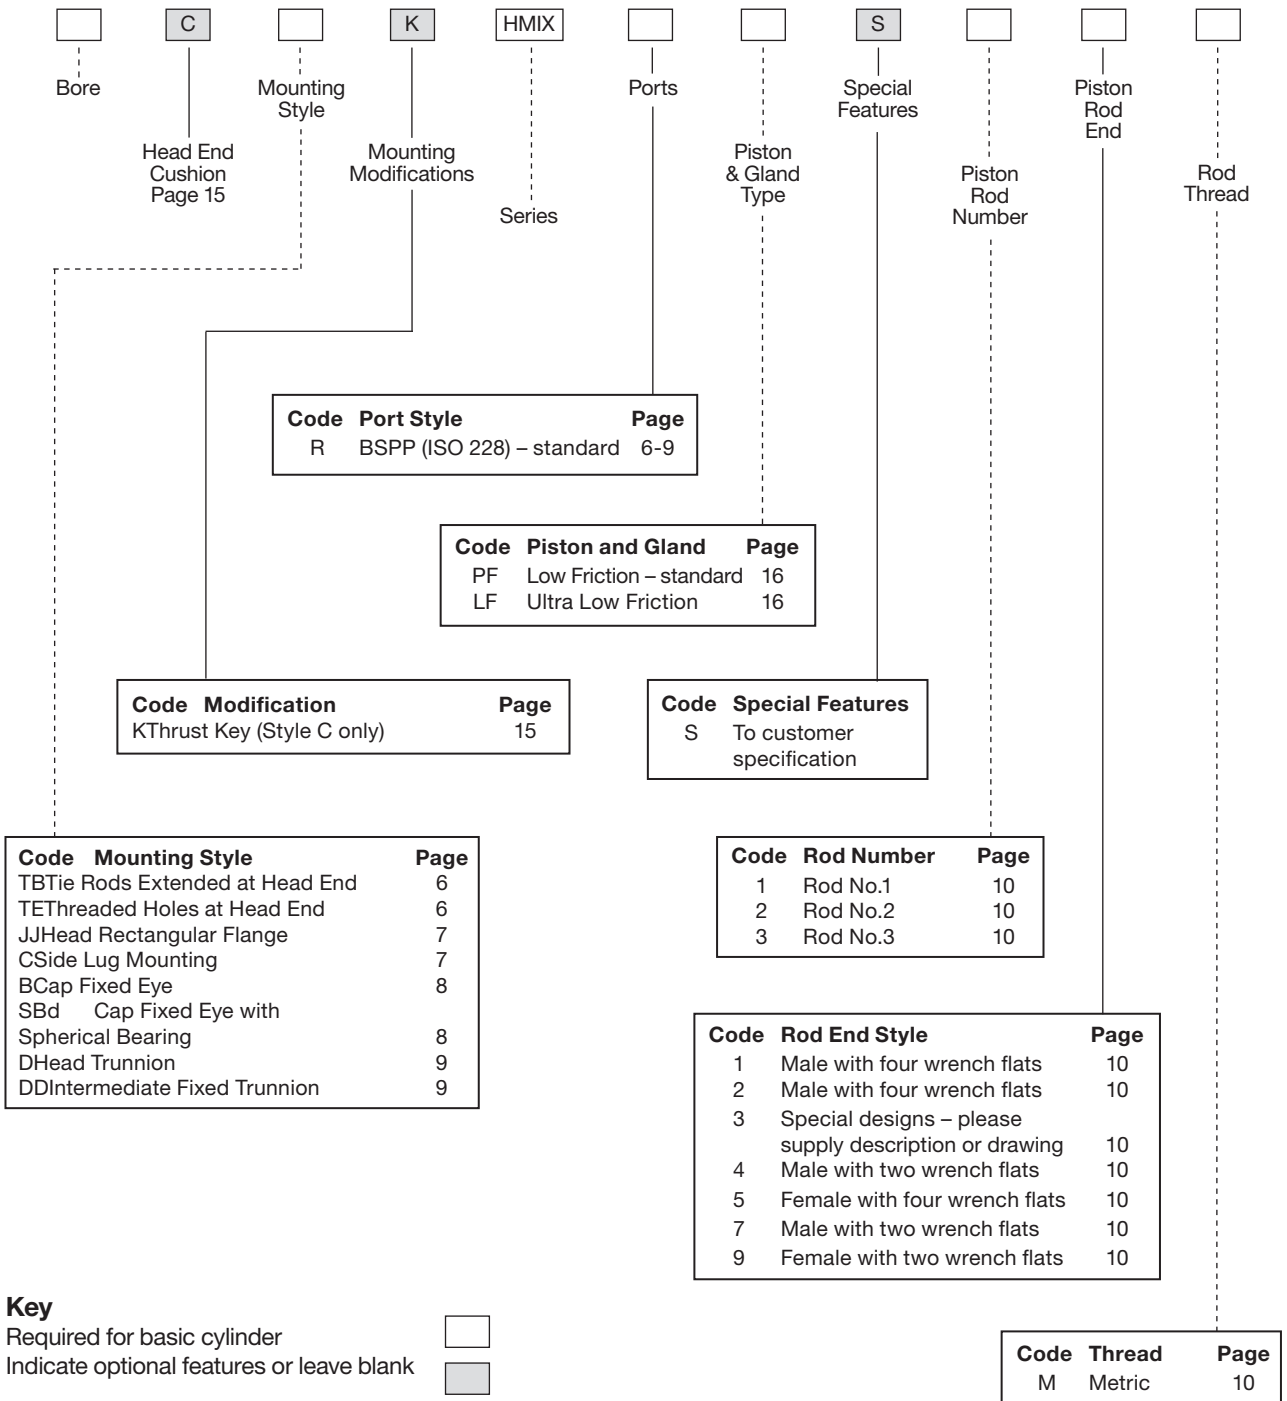 C K HMIX S
Bore
Mounting
Style
Ports
Special
Features
Piston
Rod
End
Head End
Cushion
Page 15
Mounting
Modifications
Piston
& Gland
Type
Piston
Rod
Number
Rod
Thread
Series
Code Port Style Page
R BSPP (ISO 228) – standard 6-9
Code Piston and Gland Page
PF Low Friction – standard 16
LF Ultra Low Friction 16
Code Modification Page
KThrust Key (Style C only) 15
Code Special Features
S To customer
specification
Code Mounting Style Page
TBTie Rods Extended at Head End 6
TEThreaded Holes at Head End 6
JJHead Rectangular Flange 7
CSide Lug Mounting 7
BCap Fixed Eye 8
SBd Cap Fixed Eye with
Spherical Bearing 8
DHead Trunnion 9
DDIntermediate Fixed Trunnion 9
Code Rod Number Page
1 Rod No.1 10
2 Rod No.2 10
3 Rod No.3 10
Code Rod End Style Page
1 Male with four wrench flats 10
2 Male with four wrench flats 10
3 Special designs – please
supply description or drawing 10
4 Male with two wrench flats 10
5 Female with four wrench flats 10
7 Male with two wrench flats 10
9 Female with two wrench flats 10
Key
Required for basic cylinder
Indicate optional features or leave blank
Code Thread Page
M Metric 10